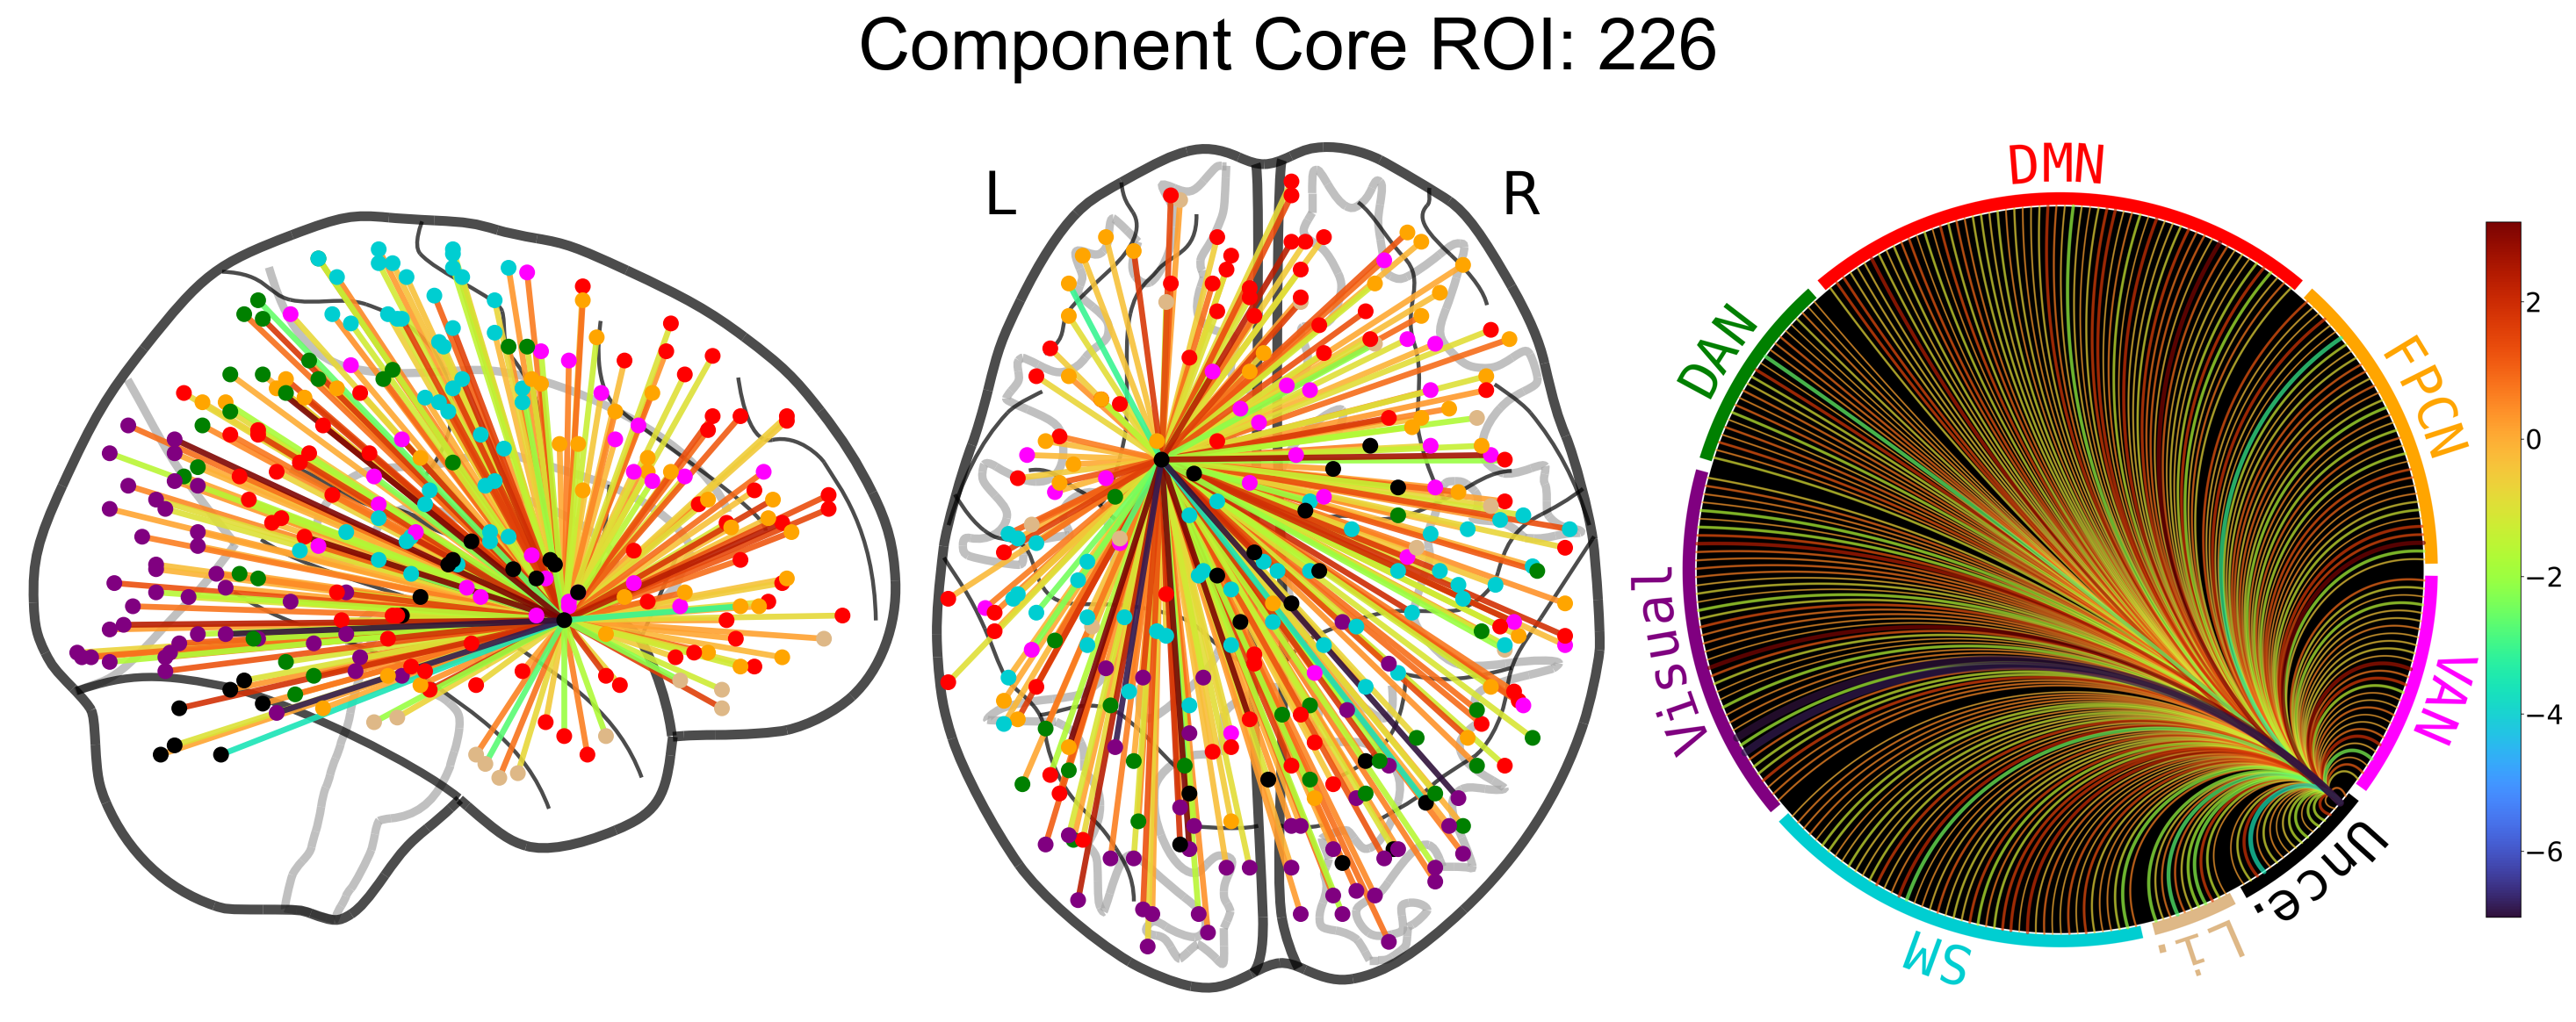 Component Core ROI: 226
L
R
DMN
FPCN
VAN
Unce.
Li.
SM
Visual
DAN
2
0
−2
−4
−6